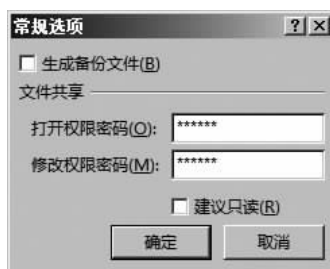 常规选项
生成备份文件(B)
文件共享
打开权限密码(O): ******
修改权限密码(M): ******
建议只读(R)
确定 取消